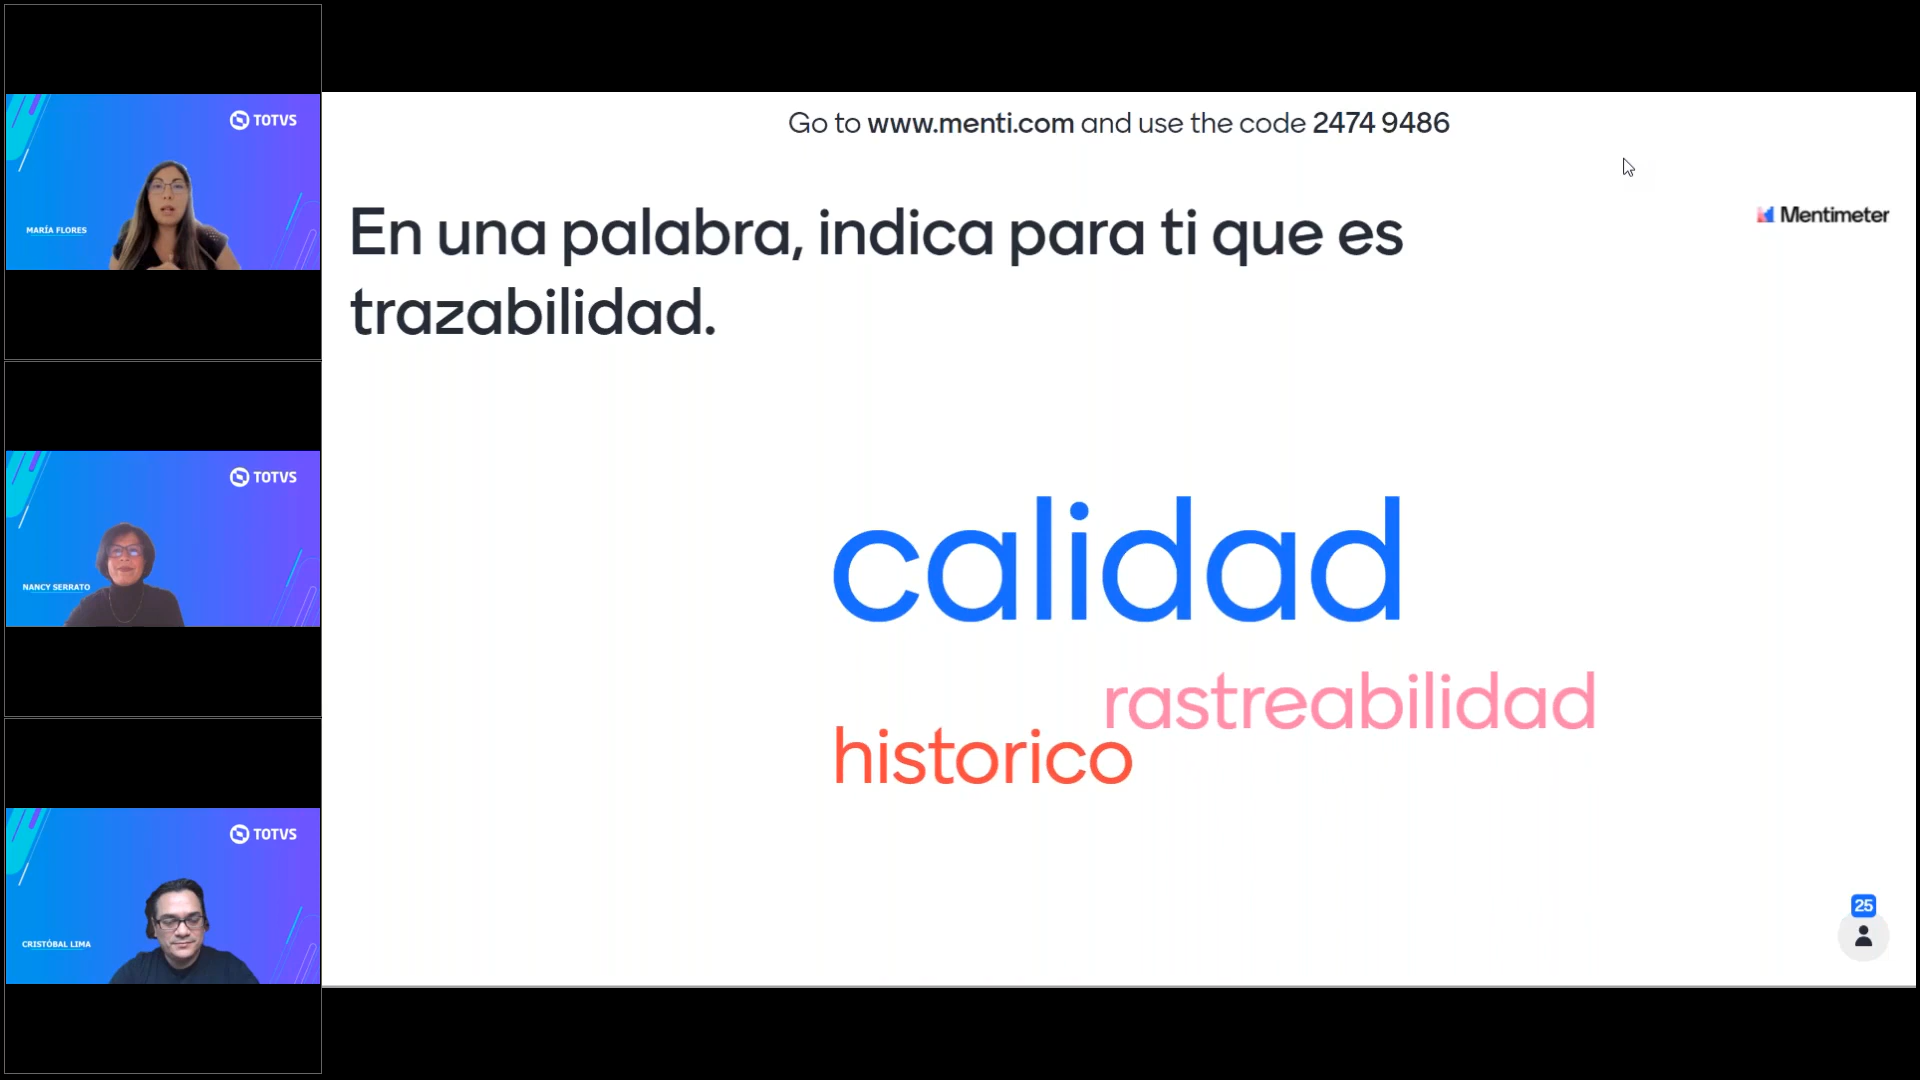 TOTVS
MARÍA FLORES
TOTVS
NANCY SERRATO
TOTVS
CRISTÓBAL LIMA
Go to www.menti.com and use the code 2474 9486
Mentimeter
En una palabra, indica para ti que es
trazabilidad.
calidad
rastreabilidad
historico
25